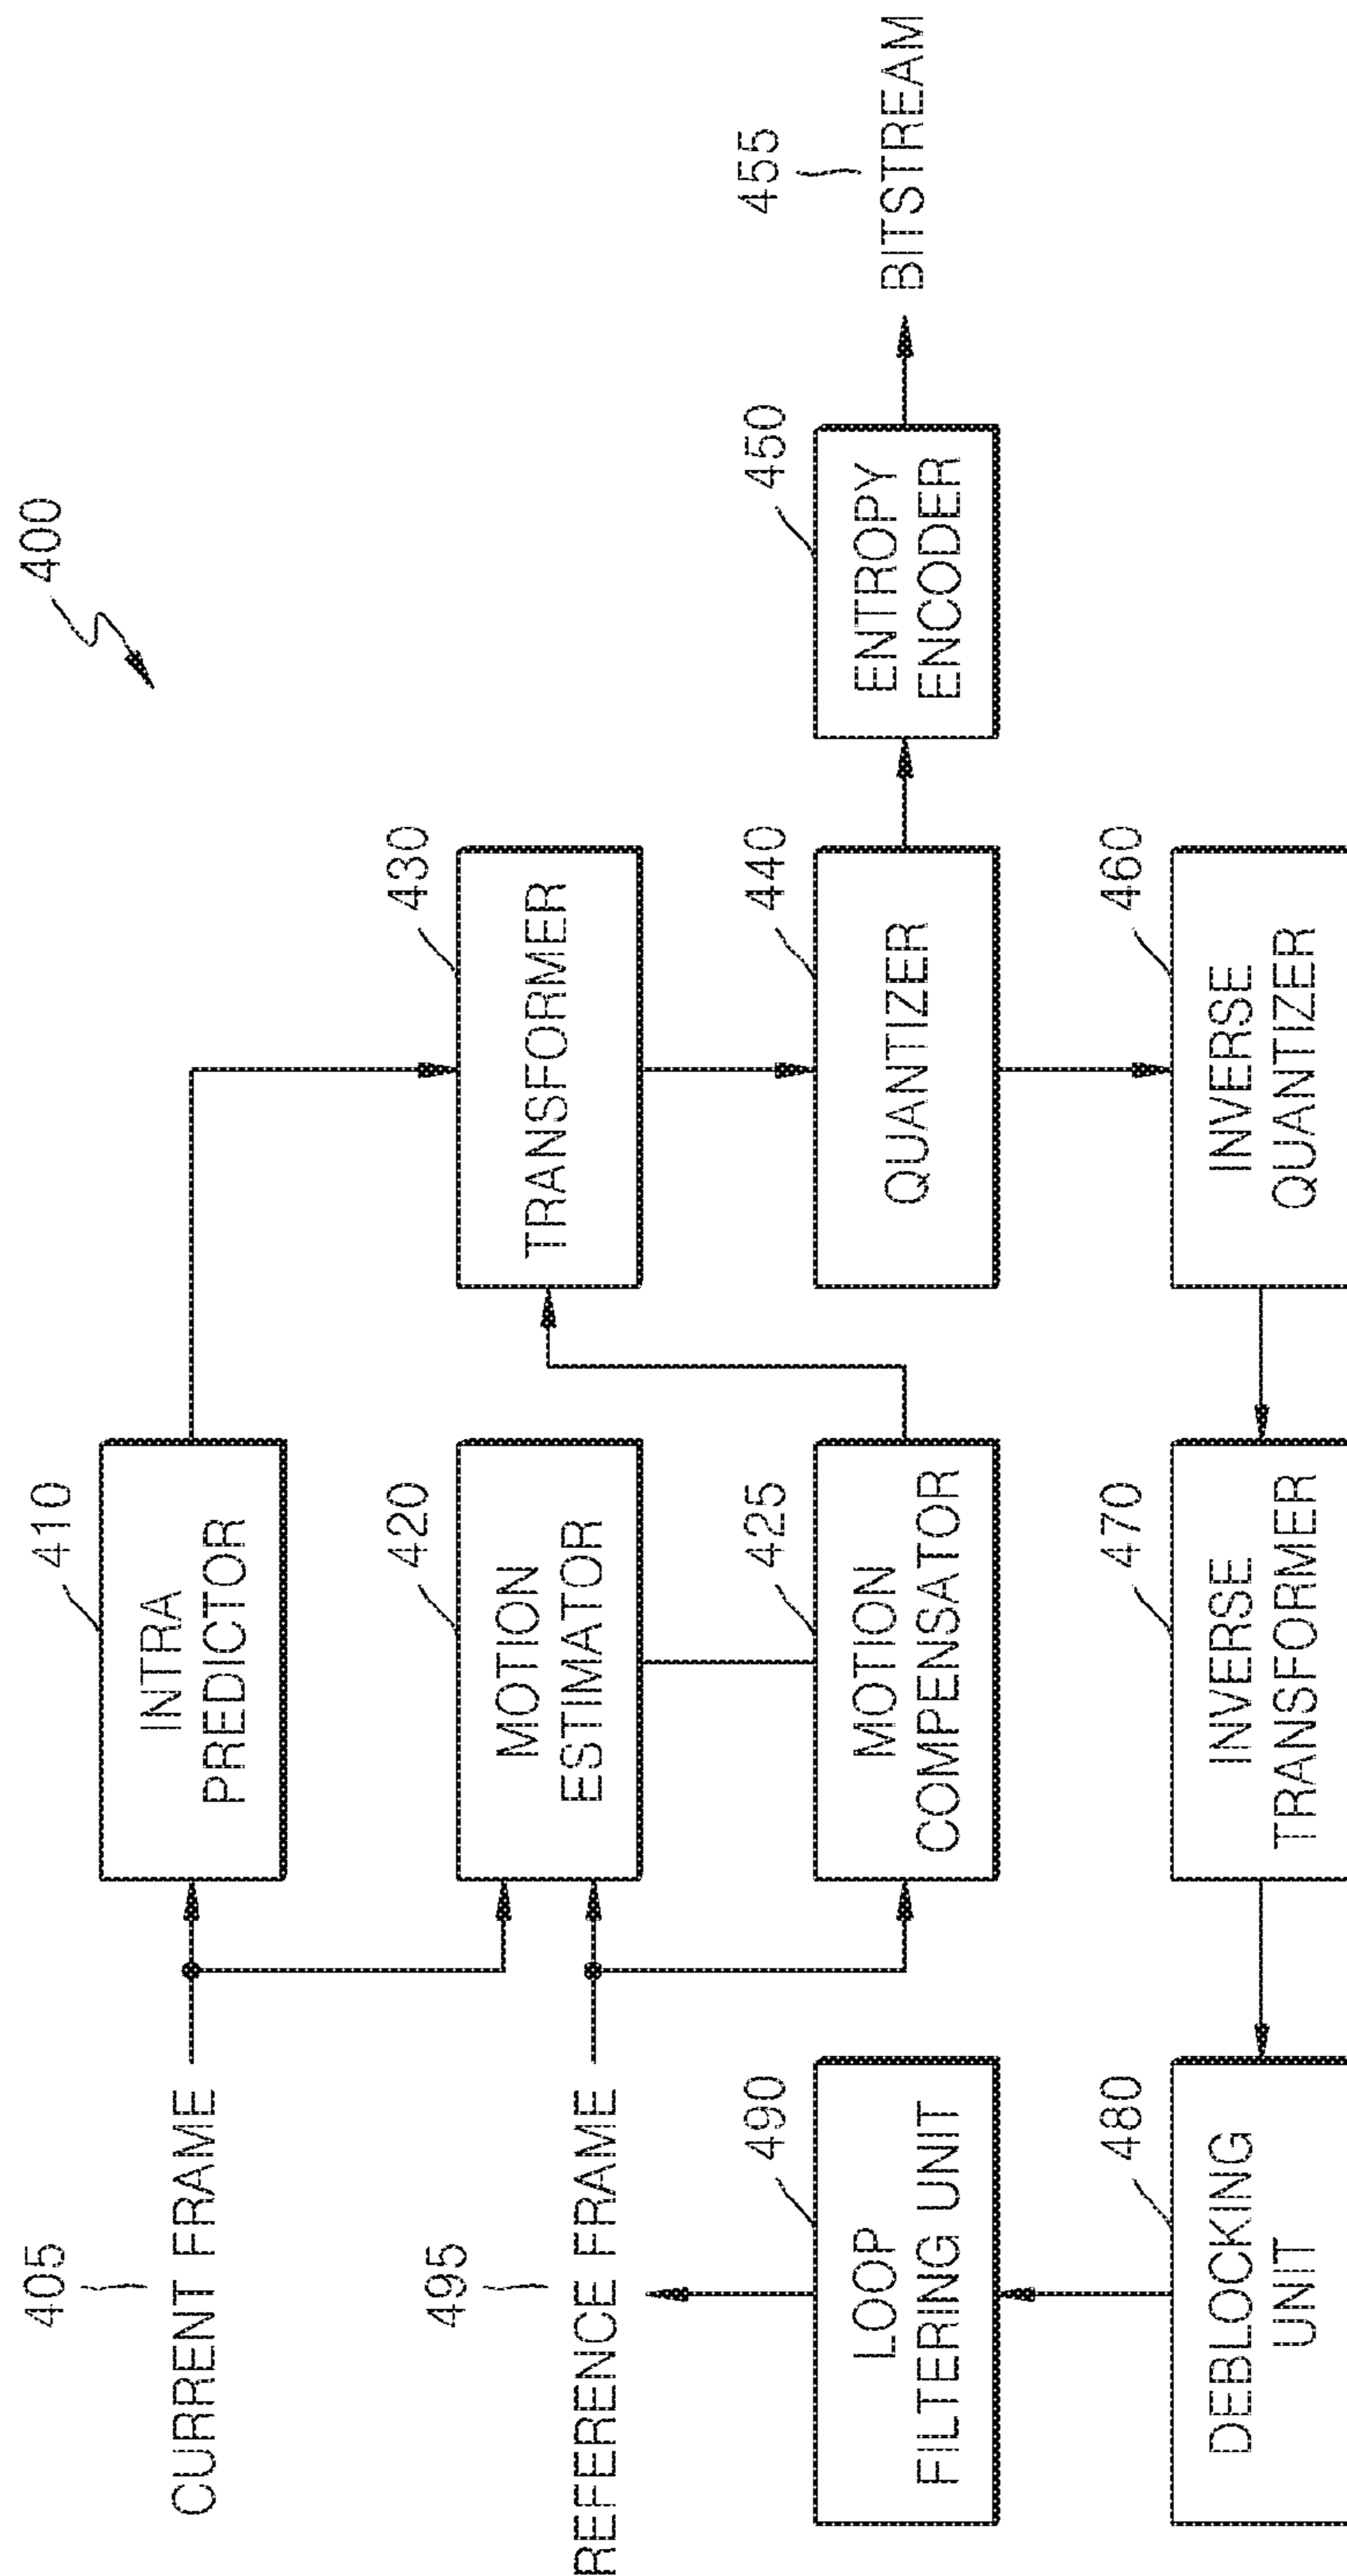 400
405
CURRENT FRAME
410
INTRA
PREDICTOR
495
REFERENCE FRAME
420
MOTION
ESTIMATOR
430
TRANSFORMER
490
LOOP
FILTERING UNIT
425
MOTION
COMPENSATOR
440
QUANTIZER
450
ENTROPY
ENCODER
455
BITSTREAM
480
DEBLOCKING
UNIT
470
INVERSE
TRANSFORMER
460
INVERSE
QUANTIZER